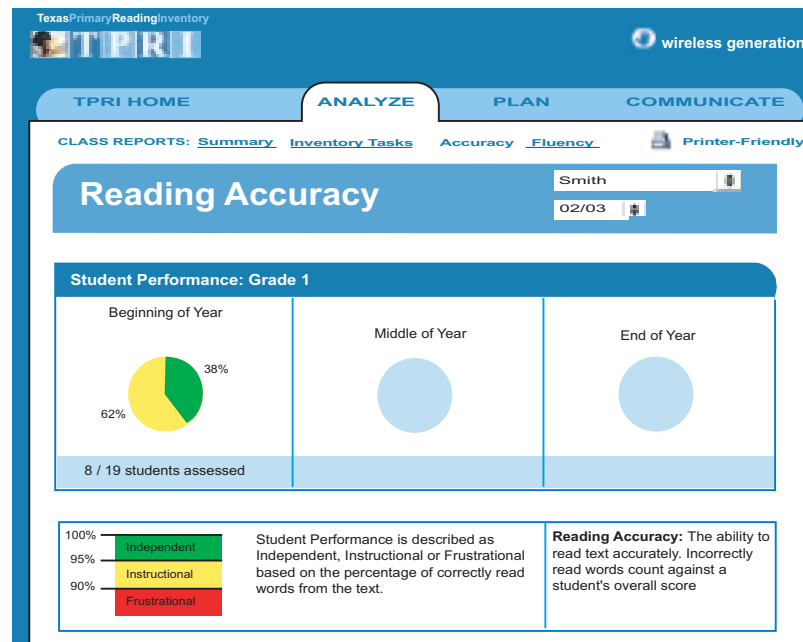 TexasPrimaryReadingInventory
TPRI
wireless generation
TPRI HOME
ANALYZE
PLAN
COMMUNICATE
CLASS REPORTS: Summary Inventory Tasks Accuracy Fluency Printer-Friendly
Reading Accuracy
Smith
02/03
Student Performance: Grade 1
Beginning of Year
38%
62%
8 / 19 students assessed
Middle of Year
End of Year
100%
Independent
95%
Instructional
90%
Frustrational
Student Performance is described as
Independent, Instructional or Frustrational
based on the percentage of correctly read
words from the text.
Reading Accuracy: The ability to
read text accurately. Incorrectly
read words count against a
student's overall score